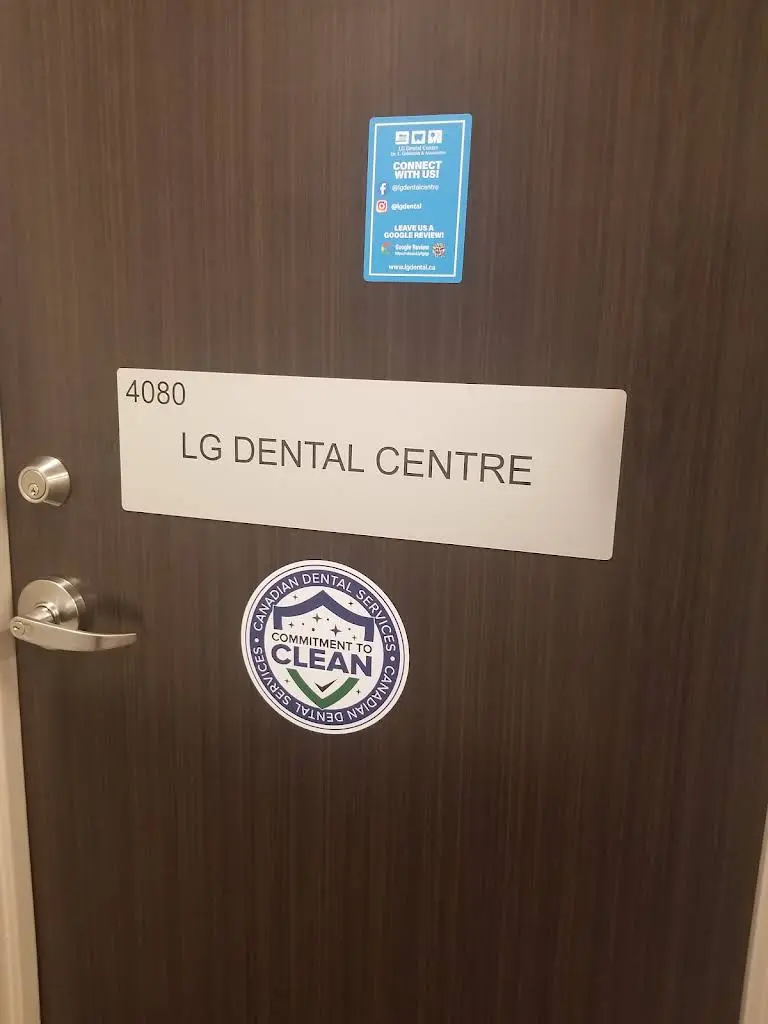 LG Dental Centre
CONNECT
WITH US!
@lgdentalcentre
@lgdental
LEAVE US A
GOOGLE REVIEW!
Google Review
www.lgdental.ca
4080
LG DENTAL CENTRE
CANADIAN DENTAL SERVICES • CANADIAN DENTAL SERVICES •
COMMITMENT TO
CLEAN